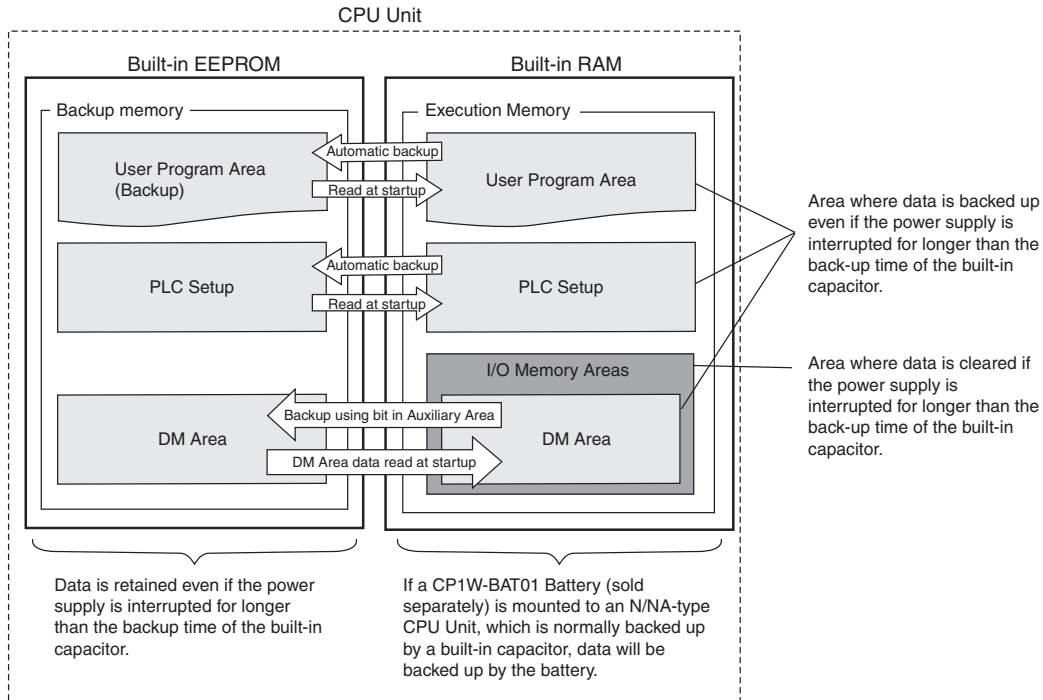 CPU Unit
Built-in EEPROM
Built-in RAM
Backup memory
Execution Memory
User Program Area
(Backup)
Automatic backup
Read at startup
User Program Area
PLC Setup
Automatic backup
Read at startup
PLC Setup
I/O Memory Areas
DM Area
Backup using bit in Auxiliary Area
DM Area data read at startup
DM Area
Area where data is backed up
even if the power supply is
interrupted for longer than the
back-up time of the built-in
capacitor.
Area where data is cleared if
the power supply is
interrupted for longer than the
back-up time of the built-in
capacitor.
Data is retained even if the power
supply is interrupted for longer
than the backup time of the built-in
capacitor.
If a CP1W-BAT01 Battery (sold
separately) is mounted to an N/NA-type
CPU Unit, which is normally backed up
by a built-in capacitor, data will be
backed up by the battery.